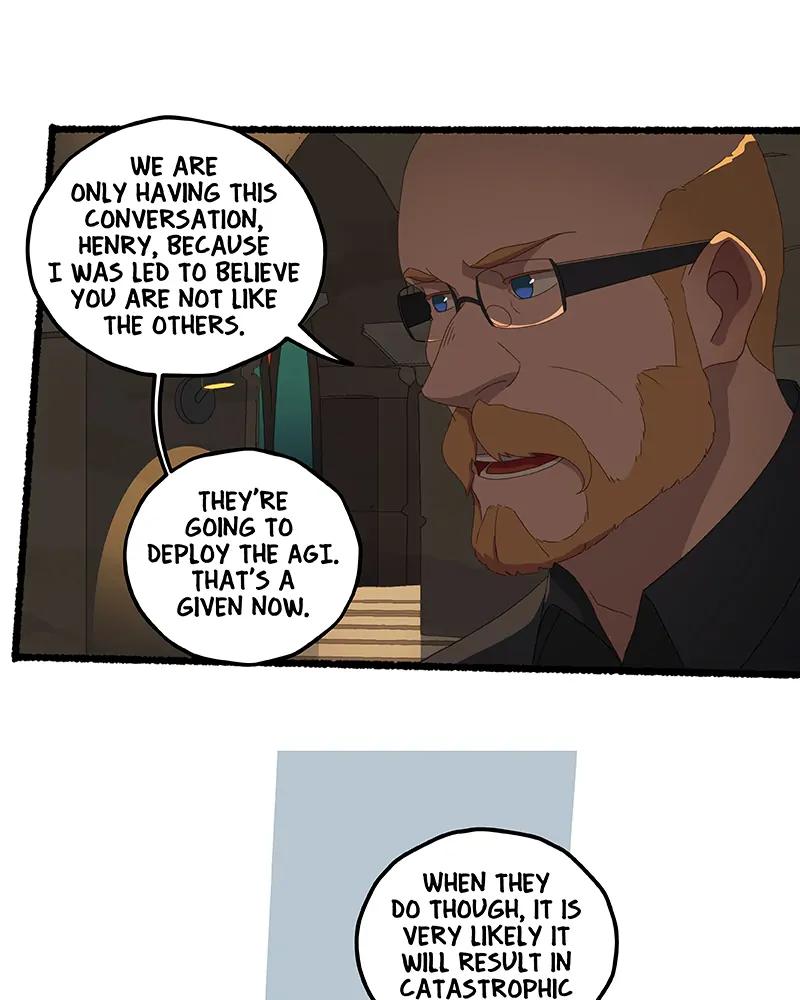 WE ARE
ONLY HAVING THIS
CONVERSATION,
HENRY, BECAUSE
I WAS LED TO BELIEVE
YOU ARE NOT LIKE
THE OTHERS.
THEY'RE
GOING TO
DEPLOY THE AGI.
THAT'S A
GIVEN NOW.
WHEN THEY
DO THOUGH, IT IS
VERY LIKELY IT
WILL RESULT IN
CATASTROPHIC